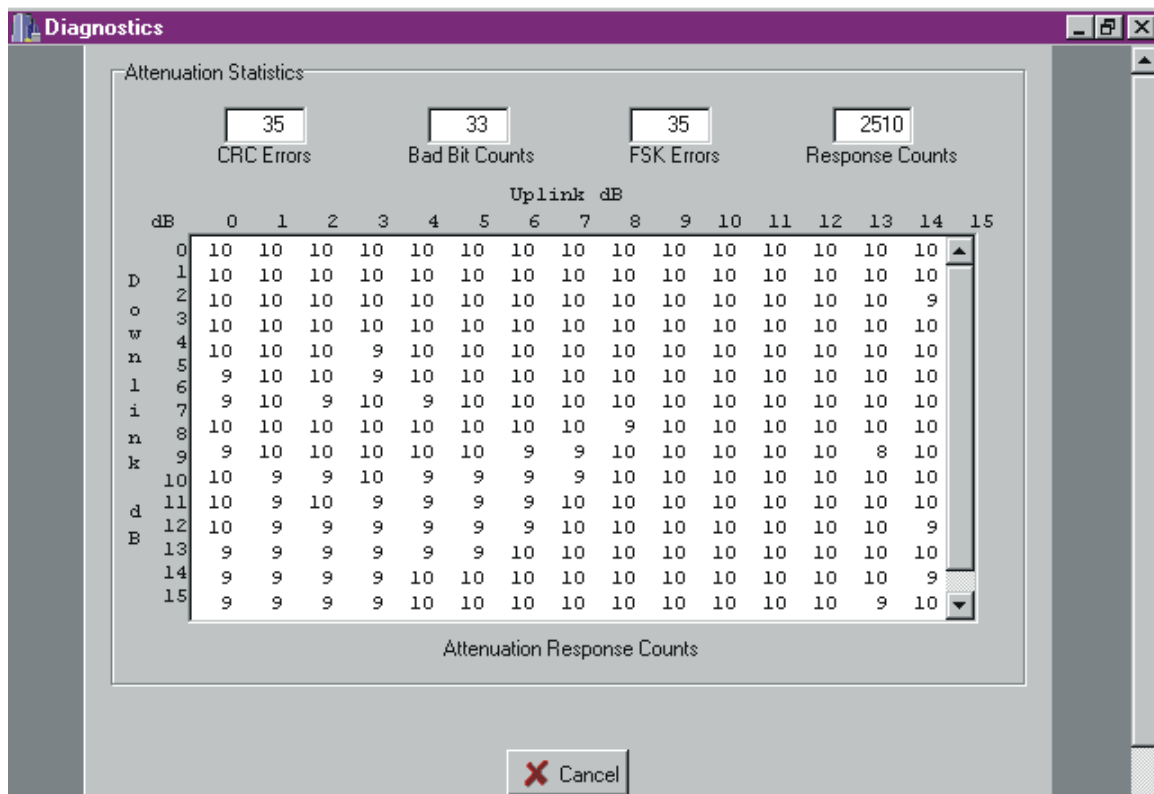 Diagnostics
Attenuation Statistics
35 33 35 2510
CRC Errors Bad Bit Counts FSK Errors Response Counts
Uplink dB
dB 0 1 2 3 4 5 6 7 8 9 10 11 12 13 14 15
Downlink dB
0 10 10 10 10 10 10 10 10 10 10 10 10 10 10 10
1 10 10 10 10 10 10 10 10 10 10 10 10 10 10 10
2 10 10 10 10 10 10 10 10 10 10 10 10 10 10 9
3 10 10 10 10 10 10 10 10 10 10 10 10 10 10 10
4 10 10 10 9 10 10 10 10 10 10 10 10 10 10 10
5 9 10 10 9 10 10 10 10 10 10 10 10 10 10 10
6 9 10 9 10 9 10 10 10 10 10 10 10 10 10 10
7 10 10 10 10 10 10 10 10 9 10 10 10 10 10 10
8 9 10 10 10 10 10 9 9 10 10 10 10 10 8 10
9 10 9 9 10 9 9 9 9 10 10 10 10 10 10 10
10 10 9 10 9 9 9 9 10 10 10 10 10 10 10 10
11 10 9 9 9 9 9 9 10 10 10 10 10 10 10 9
12 9 9 9 9 9 9 10 10 10 10 10 10 10 10 10
13 9 9 9 9 10 10 10 10 10 10 10 10 10 10 9
14 9 9 9 9 10 10 10 10 10 10 10 10 10 9 10
15
Attenuation Response Counts
Cancel